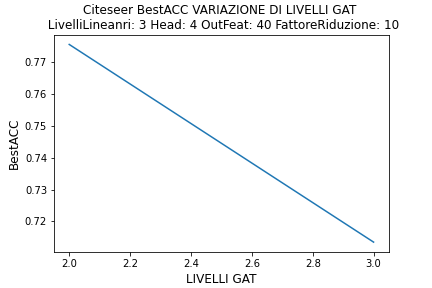 Citeseer BestACC VARIAZIONE DI LIVELLI GAT
LivelliLineanri: 3 Head: 4 OutFeat: 40 FattoreRiduzione: 10
BestACC
0.77
0.76
0.75
0.74
0.73
0.72
2.0 2.2 2.4 2.6 2.8 3.0
LIVELLI GAT